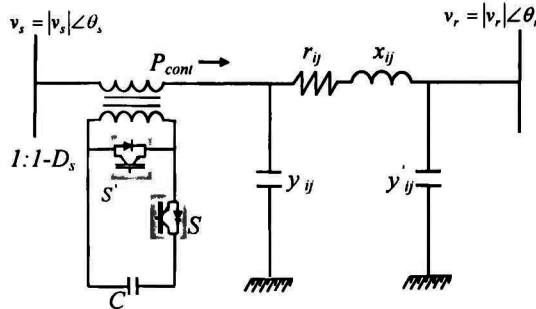 v_s = |v_s|∠θ_s
v_r = |v_r|∠θ_r
P_cont
r_ij
x_ij
1:1-D_s
S'
y_ij
y'_ij
S
C